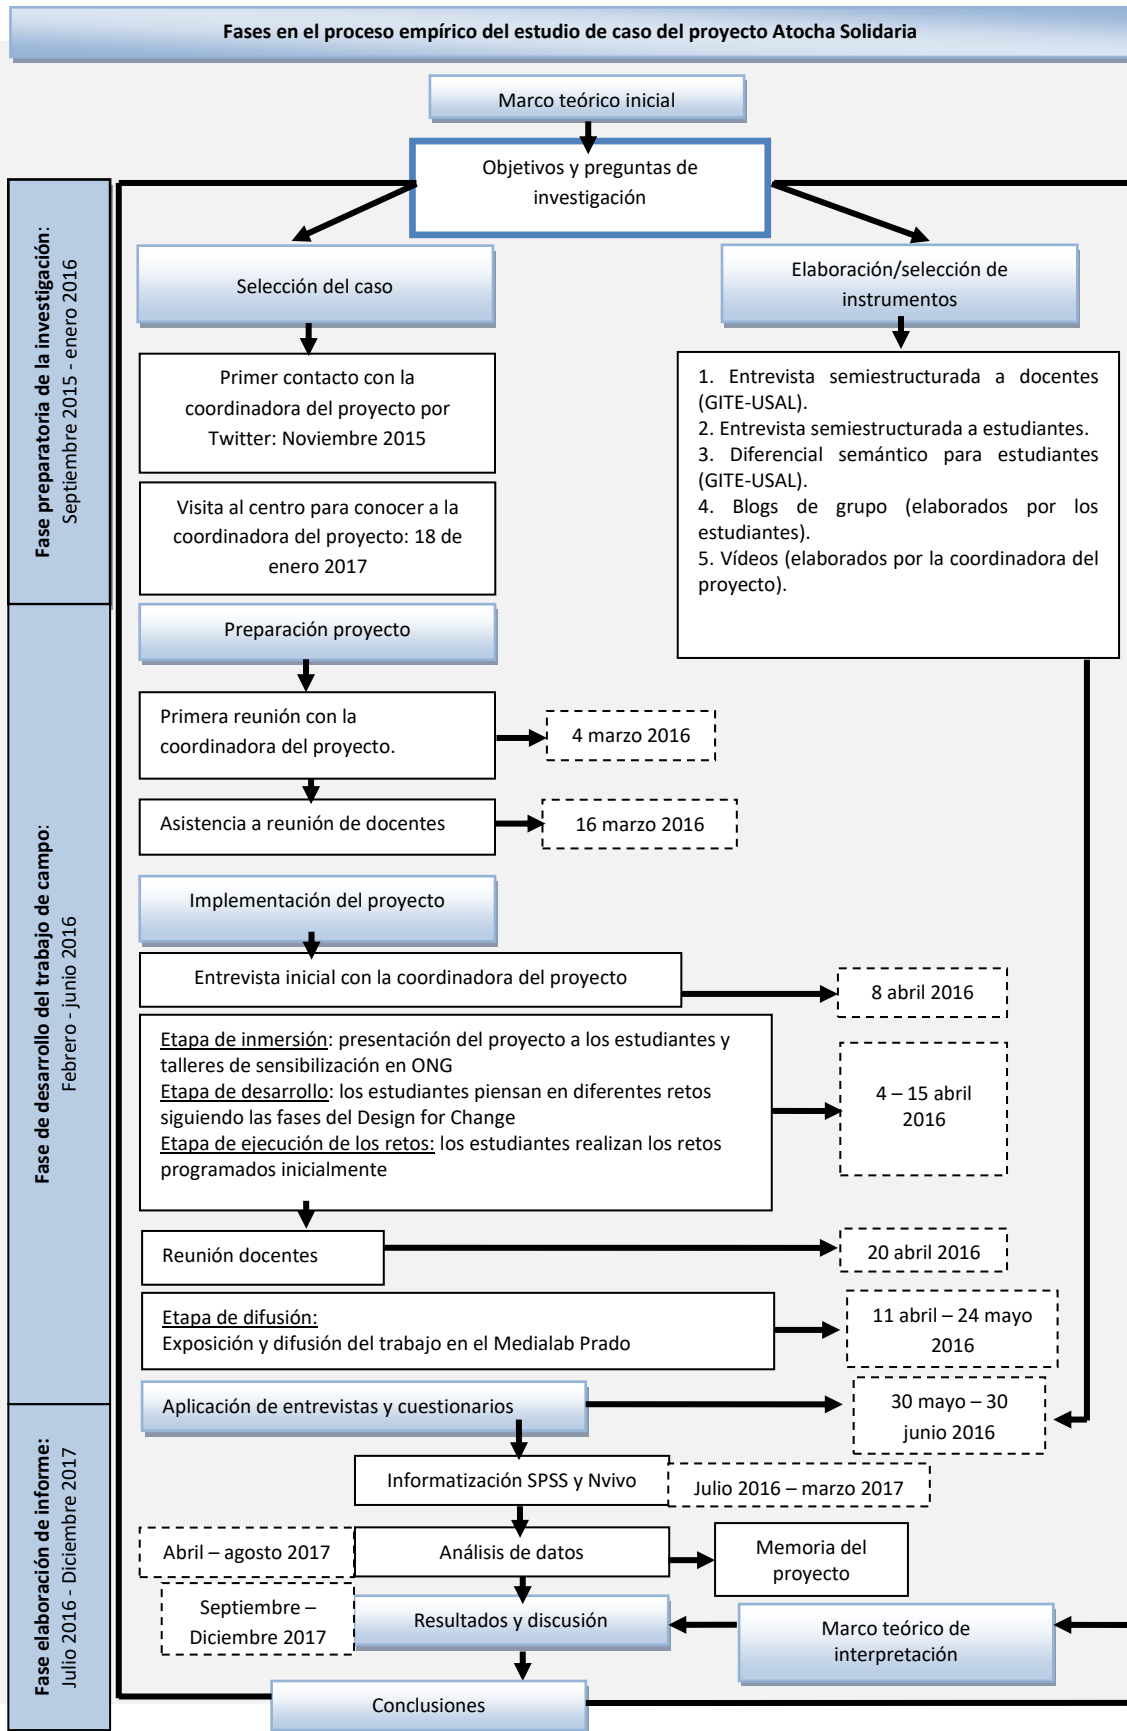 Fases en el proceso empírico del estudio de caso del proyecto Atocha Solidaria
Marco teórico inicial
Objetivos y preguntas de
investigación
Fase preparatoria de la investigación:
Septiembre 2015 - enero 2016
Selección del caso
Elaboración/selección de
instrumentos
Primer contacto con la
coordinadora del proyecto por
Twitter: Noviembre 2015
Visita al centro para conocer a la
coordinadora del proyecto: 18 de
enero 2017
1. Entrevista semiestructurada a docentes
(GITE-USAL).
2. Entrevista semiestructurada a estudiantes.
3. Diferencial semántico para estudiantes
(GITE-USAL).
4. Blogs de grupo (elaborados por los
estudiantes).
5. Vídeos (elaborados por la coordinadora del
proyecto).
Fase de desarrollo del trabajo de campo:
Febrero - junio 2016
Preparación proyecto
Primera reunión con la
coordinadora del proyecto.
4 marzo 2016
Asistencia a reunión de docentes
16 marzo 2016
Implementación del proyecto
Entrevista inicial con la coordinadora del proyecto
8 abril 2016
Etapa de inmersión: presentación del proyecto a los estudiantes y
talleres de sensibilización en ONG
Etapa de desarrollo: los estudiantes piensan en diferentes retos
siguiendo las fases del Design for Change
Etapa de ejecución de los retos: los estudiantes realizan los retos
programados inicialmente
4 – 15 abril
2016
Reunión docentes
20 abril 2016
Etapa de difusión:
Exposición y difusión del trabajo en el Medialab Prado
11 abril – 24 mayo
2016
Aplicación de entrevistas y cuestionarios
30 mayo – 30
junio 2016
Fase elaboración de informe:
Julio 2016 - Diciembre 2017
Informatización SPSS y Nvivo
Julio 2016 – marzo 2017
Abril – agosto 2017
Análisis de datos
Memoria del
proyecto
Septiembre –
Diciembre 2017
Resultados y discusión
Marco teórico de
interpretación
Conclusiones